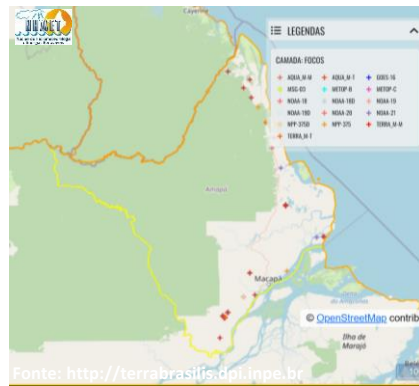 NHMET
Cayenne
LEGENDAS
CAMADA: FOCOS
AQUA_M-M AQUA_M-T GOES-16
MSG-03 METOP-B METOP-C
NOAA-18 NOAA-18D NOAA-19
NOAA-19D NOAA-20 NOAA-21
NPP-375D NPP-375 TERRA_M-M
TERRA_M-T
Amapá
Macapá
© OpenStreetMap contrib
Ilha de
Marajó
Fonte: http://terrabrasilis.dpi.inpe.br